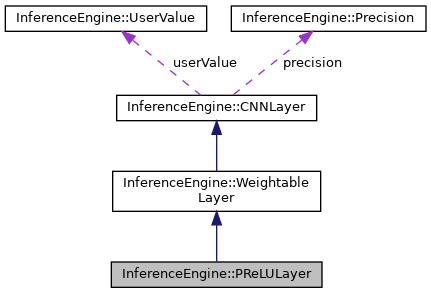 InferenceEngine::UserValue
InferenceEngine::Precision
userValue
precision
InferenceEngine::CNNLayer
InferenceEngine::Weightable
Layer
InferenceEngine::PReLULayer